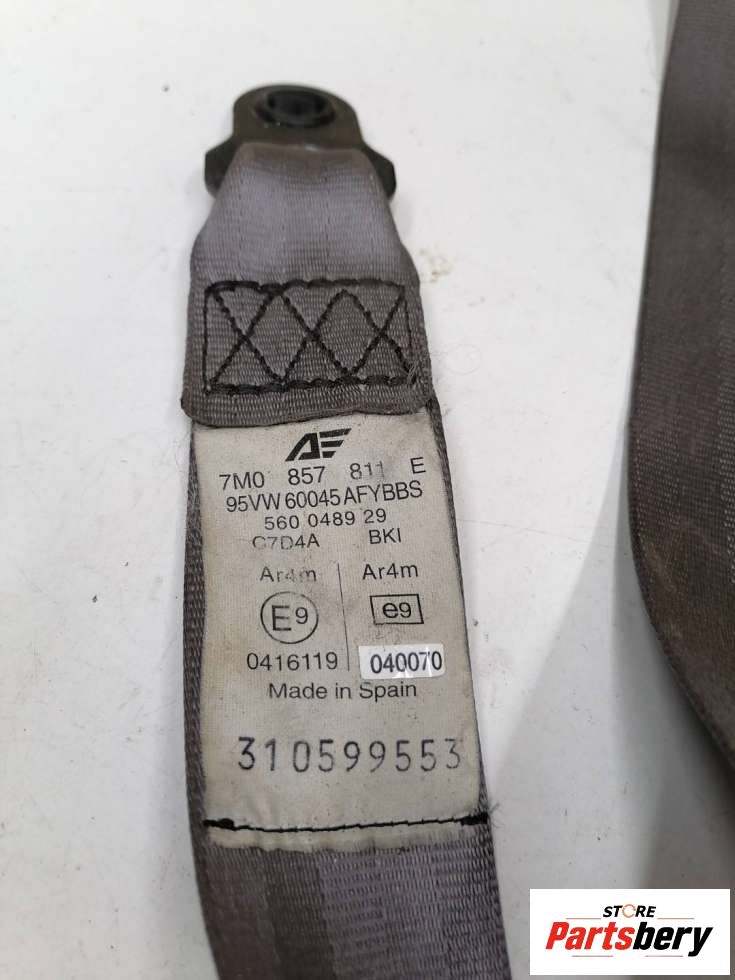 AE
7M0 857 811 E
95VW 60045 AFYBBS
560 0489 29
C7D4A BKI
Ar4m Ar4m
E9 e9
0416119 040070
Made in Spain
310599553
STORE
Partsbery